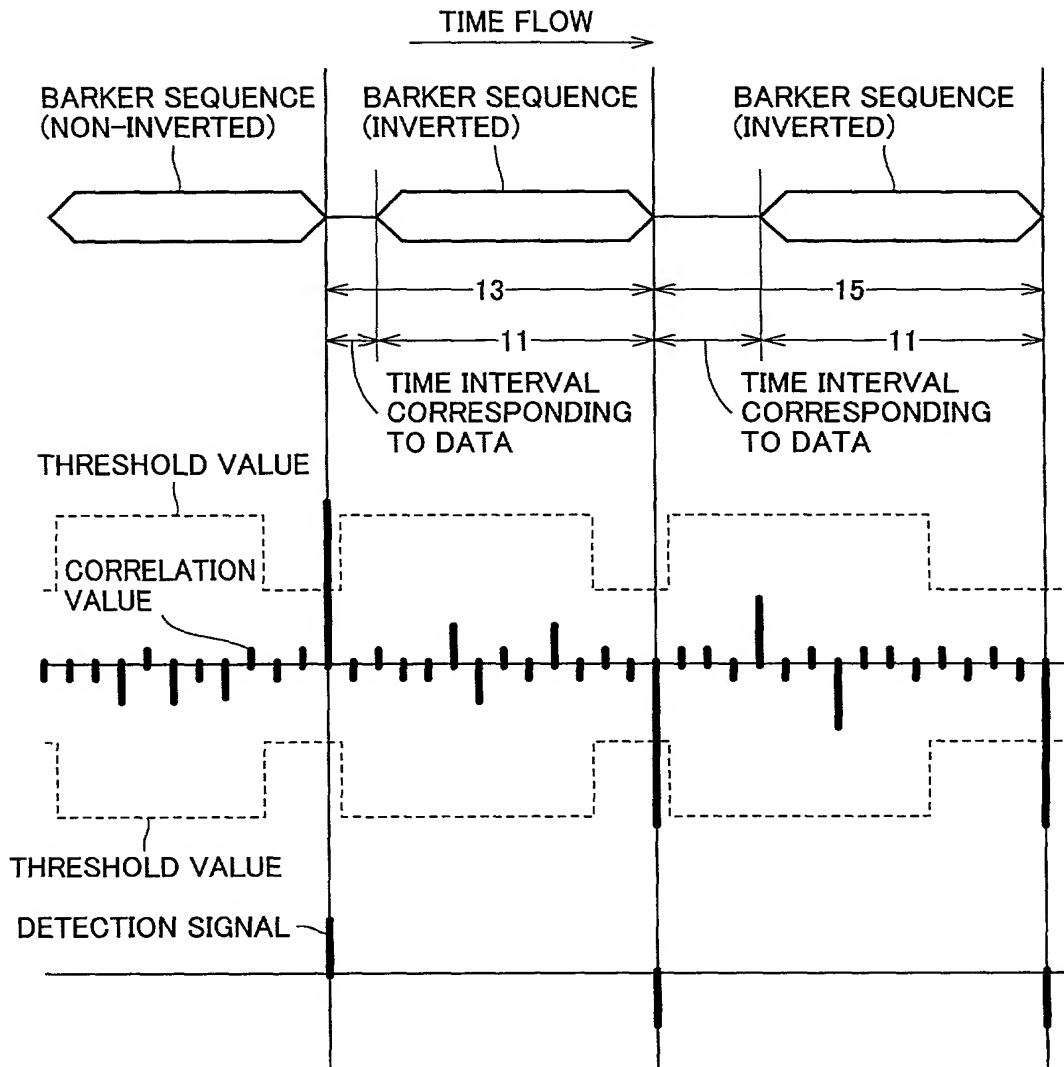 TIME FLOW
BARKER SEQUENCE
(NON-INVERTED)
BARKER SEQUENCE
(INVERTED)
BARKER SEQUENCE
(INVERTED)
13
15
11
11
TIME INTERVAL
CORRESPONDING
TO DATA
TIME INTERVAL
CORRESPONDING
TO DATA
THRESHOLD VALUE
CORRELATION
VALUE
THRESHOLD VALUE
DETECTION SIGNAL